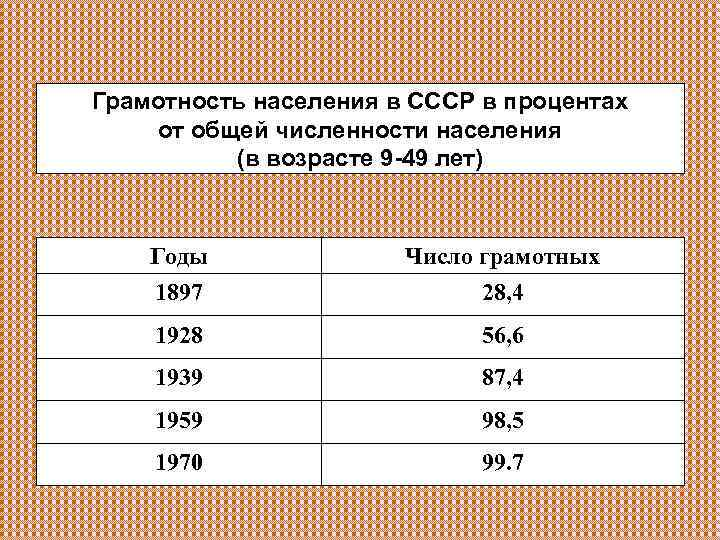 Грамотность населения в СССР в процентах
от общей численности населения
(в возрасте 9-49 лет)
Годы Число грамотных
1897 28,4
1928 56,6
1939 87,4
1959 98,5
1970 99.7